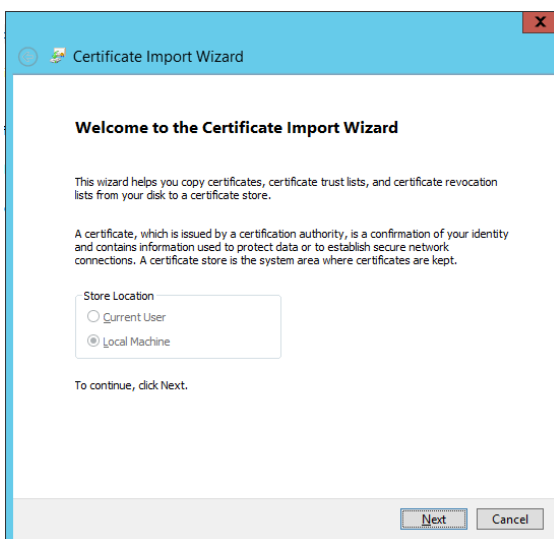 x
Certificate Import Wizard
Welcome to the Certificate Import Wizard
This wizard helps you copy certificates, certificate trust lists, and certificate revocation
lists from your disk to a certificate store.
A certificate, which is issued by a certification authority, is a confirmation of your identity
and contains information used to protect data or to establish secure network
connections. A certificate store is the system area where certificates are kept.
Store Location
Current User
Local Machine
To continue, click Next.
Next Cancel